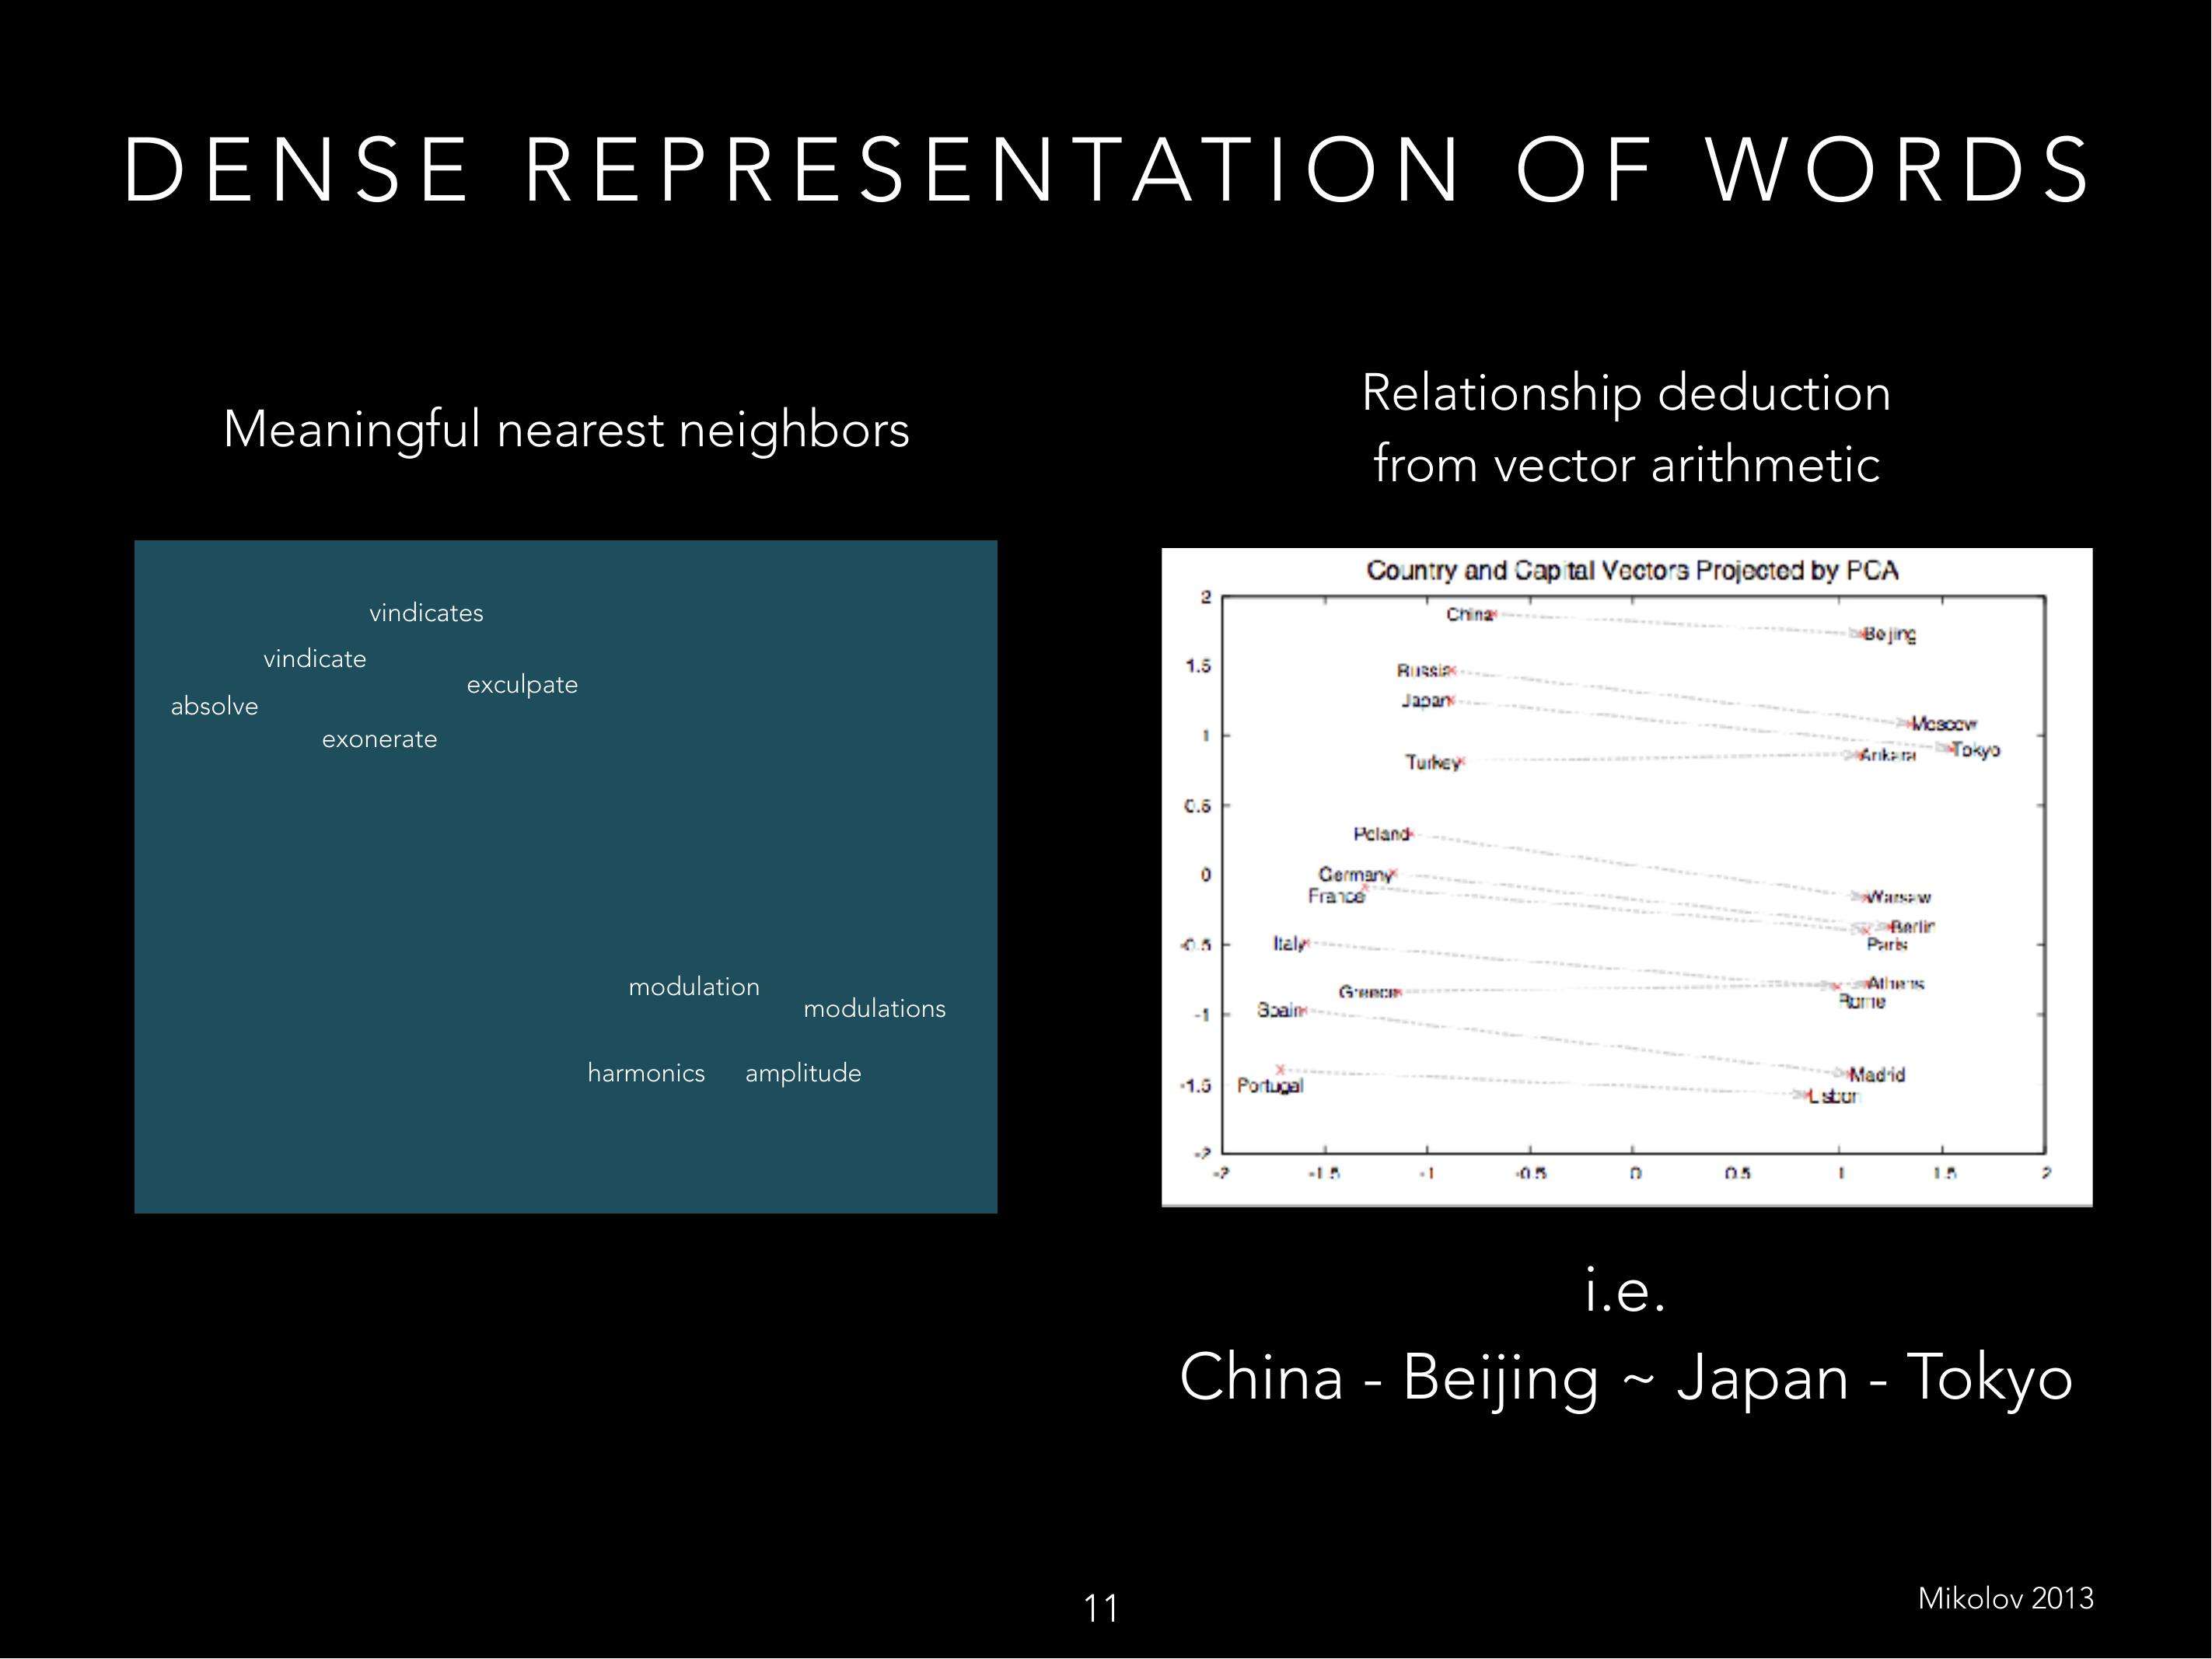 DENSE REPRESENTATION OF WORDS
Meaningful nearest neighbors
vindicates
vindicate
exculpate
absolve
exonerate
modulation
modulations
harmonics
amplitude
Relationship deduction
from vector arithmetic
Country and Capital Vectors Projected by PCA
2
1.5
1
0.5
0
-0.5
-1
-1.5
-2
-2
-1.5
-1
-0.5
0
0.5
1
1.5
2
China
Beijing
Russia
Japan
Moscow
Tokyo
Ankara
Turkey
Poland
Germany
France
Warsaw
Berlin
Paris
Italy
Athens
Greece
Rome
Spain
Madrid
Portugal
Lisbon
i.e.
China - Beijing ~ Japan - Tokyo
11
Mikolov 2013